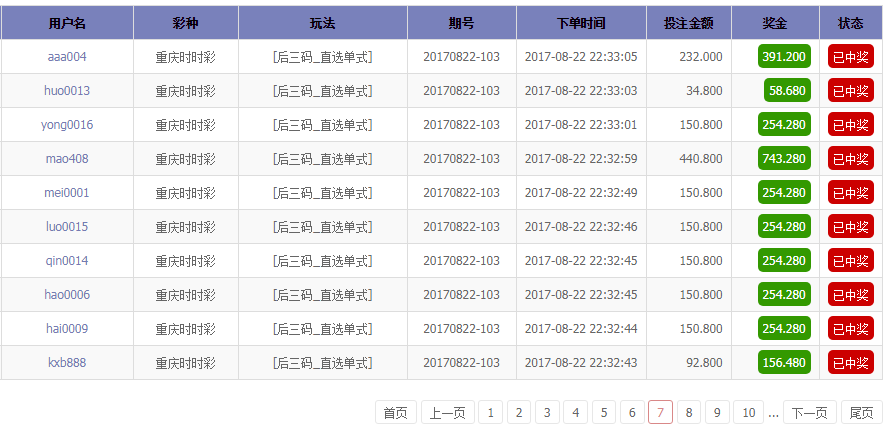 用户名 彩种 玩法 期号 下单时间 投注金额 奖金 状态
aaa004 重庆时时彩 [后三码_直选单式] 20170822-103 2017-08-22 22:33:05 232.000 391.200 已中奖
huo0013 重庆时时彩 [后三码_直选单式] 20170822-103 2017-08-22 22:33:03 34.800 58.680 已中奖
yong0016 重庆时时彩 [后三码_直选单式] 20170822-103 2017-08-22 22:33:01 150.800 254.280 已中奖
mao408 重庆时时彩 [后三码_直选单式] 20170822-103 2017-08-22 22:32:59 440.800 743.280 已中奖
mei0001 重庆时时彩 [后三码_直选单式] 20170822-103 2017-08-22 22:32:49 150.800 254.280 已中奖
luo0015 重庆时时彩 [后三码_直选单式] 20170822-103 2017-08-22 22:32:46 150.800 254.280 已中奖
qin0014 重庆时时彩 [后三码_直选单式] 20170822-103 2017-08-22 22:32:45 150.800 254.280 已中奖
hao0006 重庆时时彩 [后三码_直选单式] 20170822-103 2017-08-22 22:32:45 150.800 254.280 已中奖
hai0009 重庆时时彩 [后三码_直选单式] 20170822-103 2017-08-22 22:32:44 150.800 254.280 已中奖
kxb888 重庆时时彩 [后三码_直选单式] 20170822-103 2017-08-22 22:32:43 92.800 156.480 已中奖
首页 上一页 1 2 3 4 5 6 7 8 9 10 ... 下一页 尾页